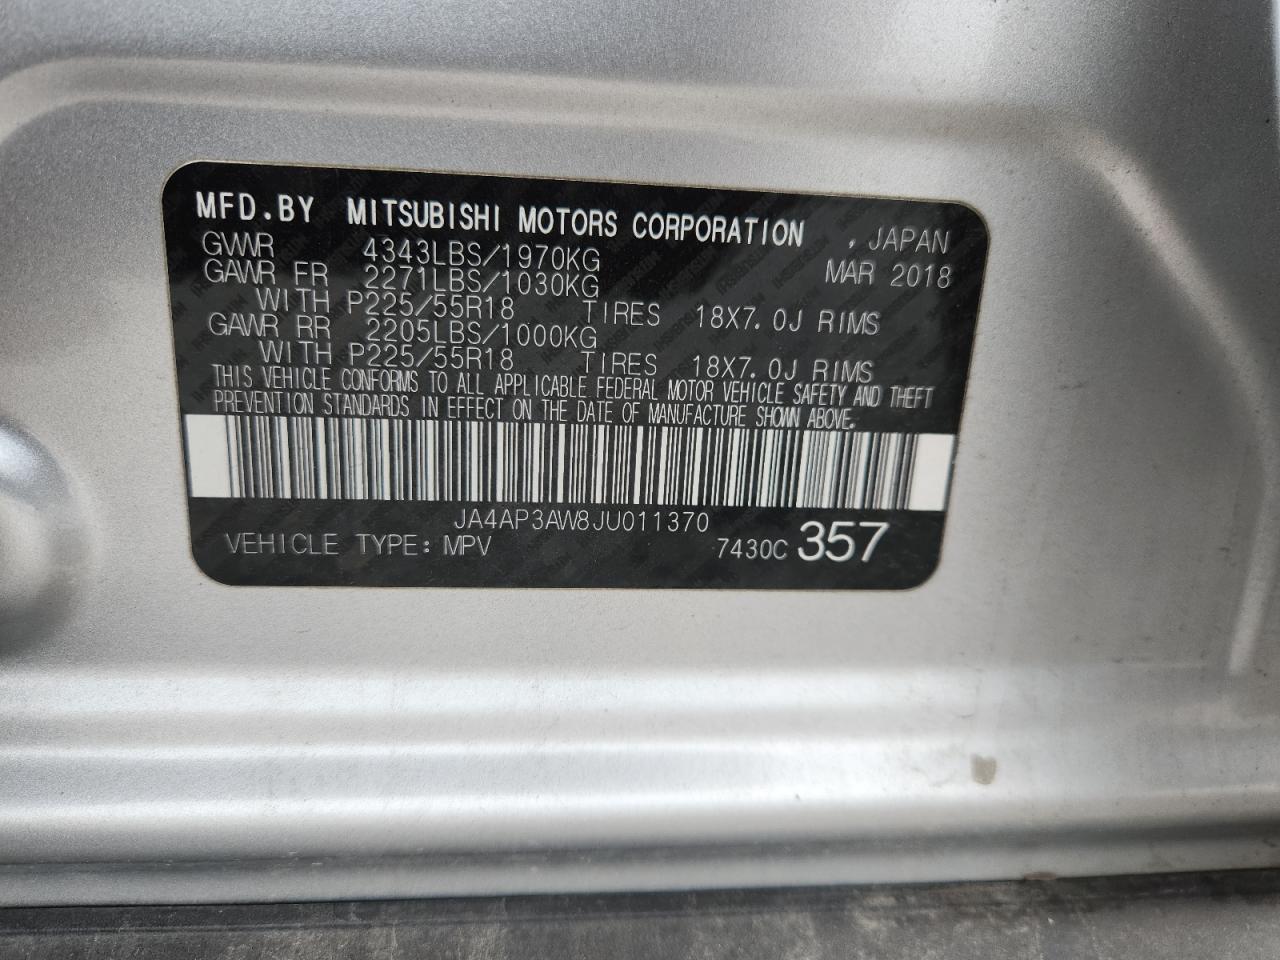 MFD.BY MITSUBISHI MOTORS CORPORATION , JAPAN
GVWR 4343LBS/1970KG MAR 2018
GAWR FR 2271LBS/1030KG
WITH P225/55R18 TIRES 18X7.0J RIMS
GAWR RR 2205LBS/1000KG
WITH P225/55R18 TIRES 18X7.0J RIMS
THIS VEHICLE CONFORMS TO ALL APPLICABLE FEDERAL MOTOR VEHICLE SAFETY AND THEFT
PREVENTION STANDARDS IN EFFECT ON THE DATE OF MANUFACTURE SHOWN ABOVE.
JA4AP3AW8JU011370
VEHICLE TYPE: MPV 7430C 357